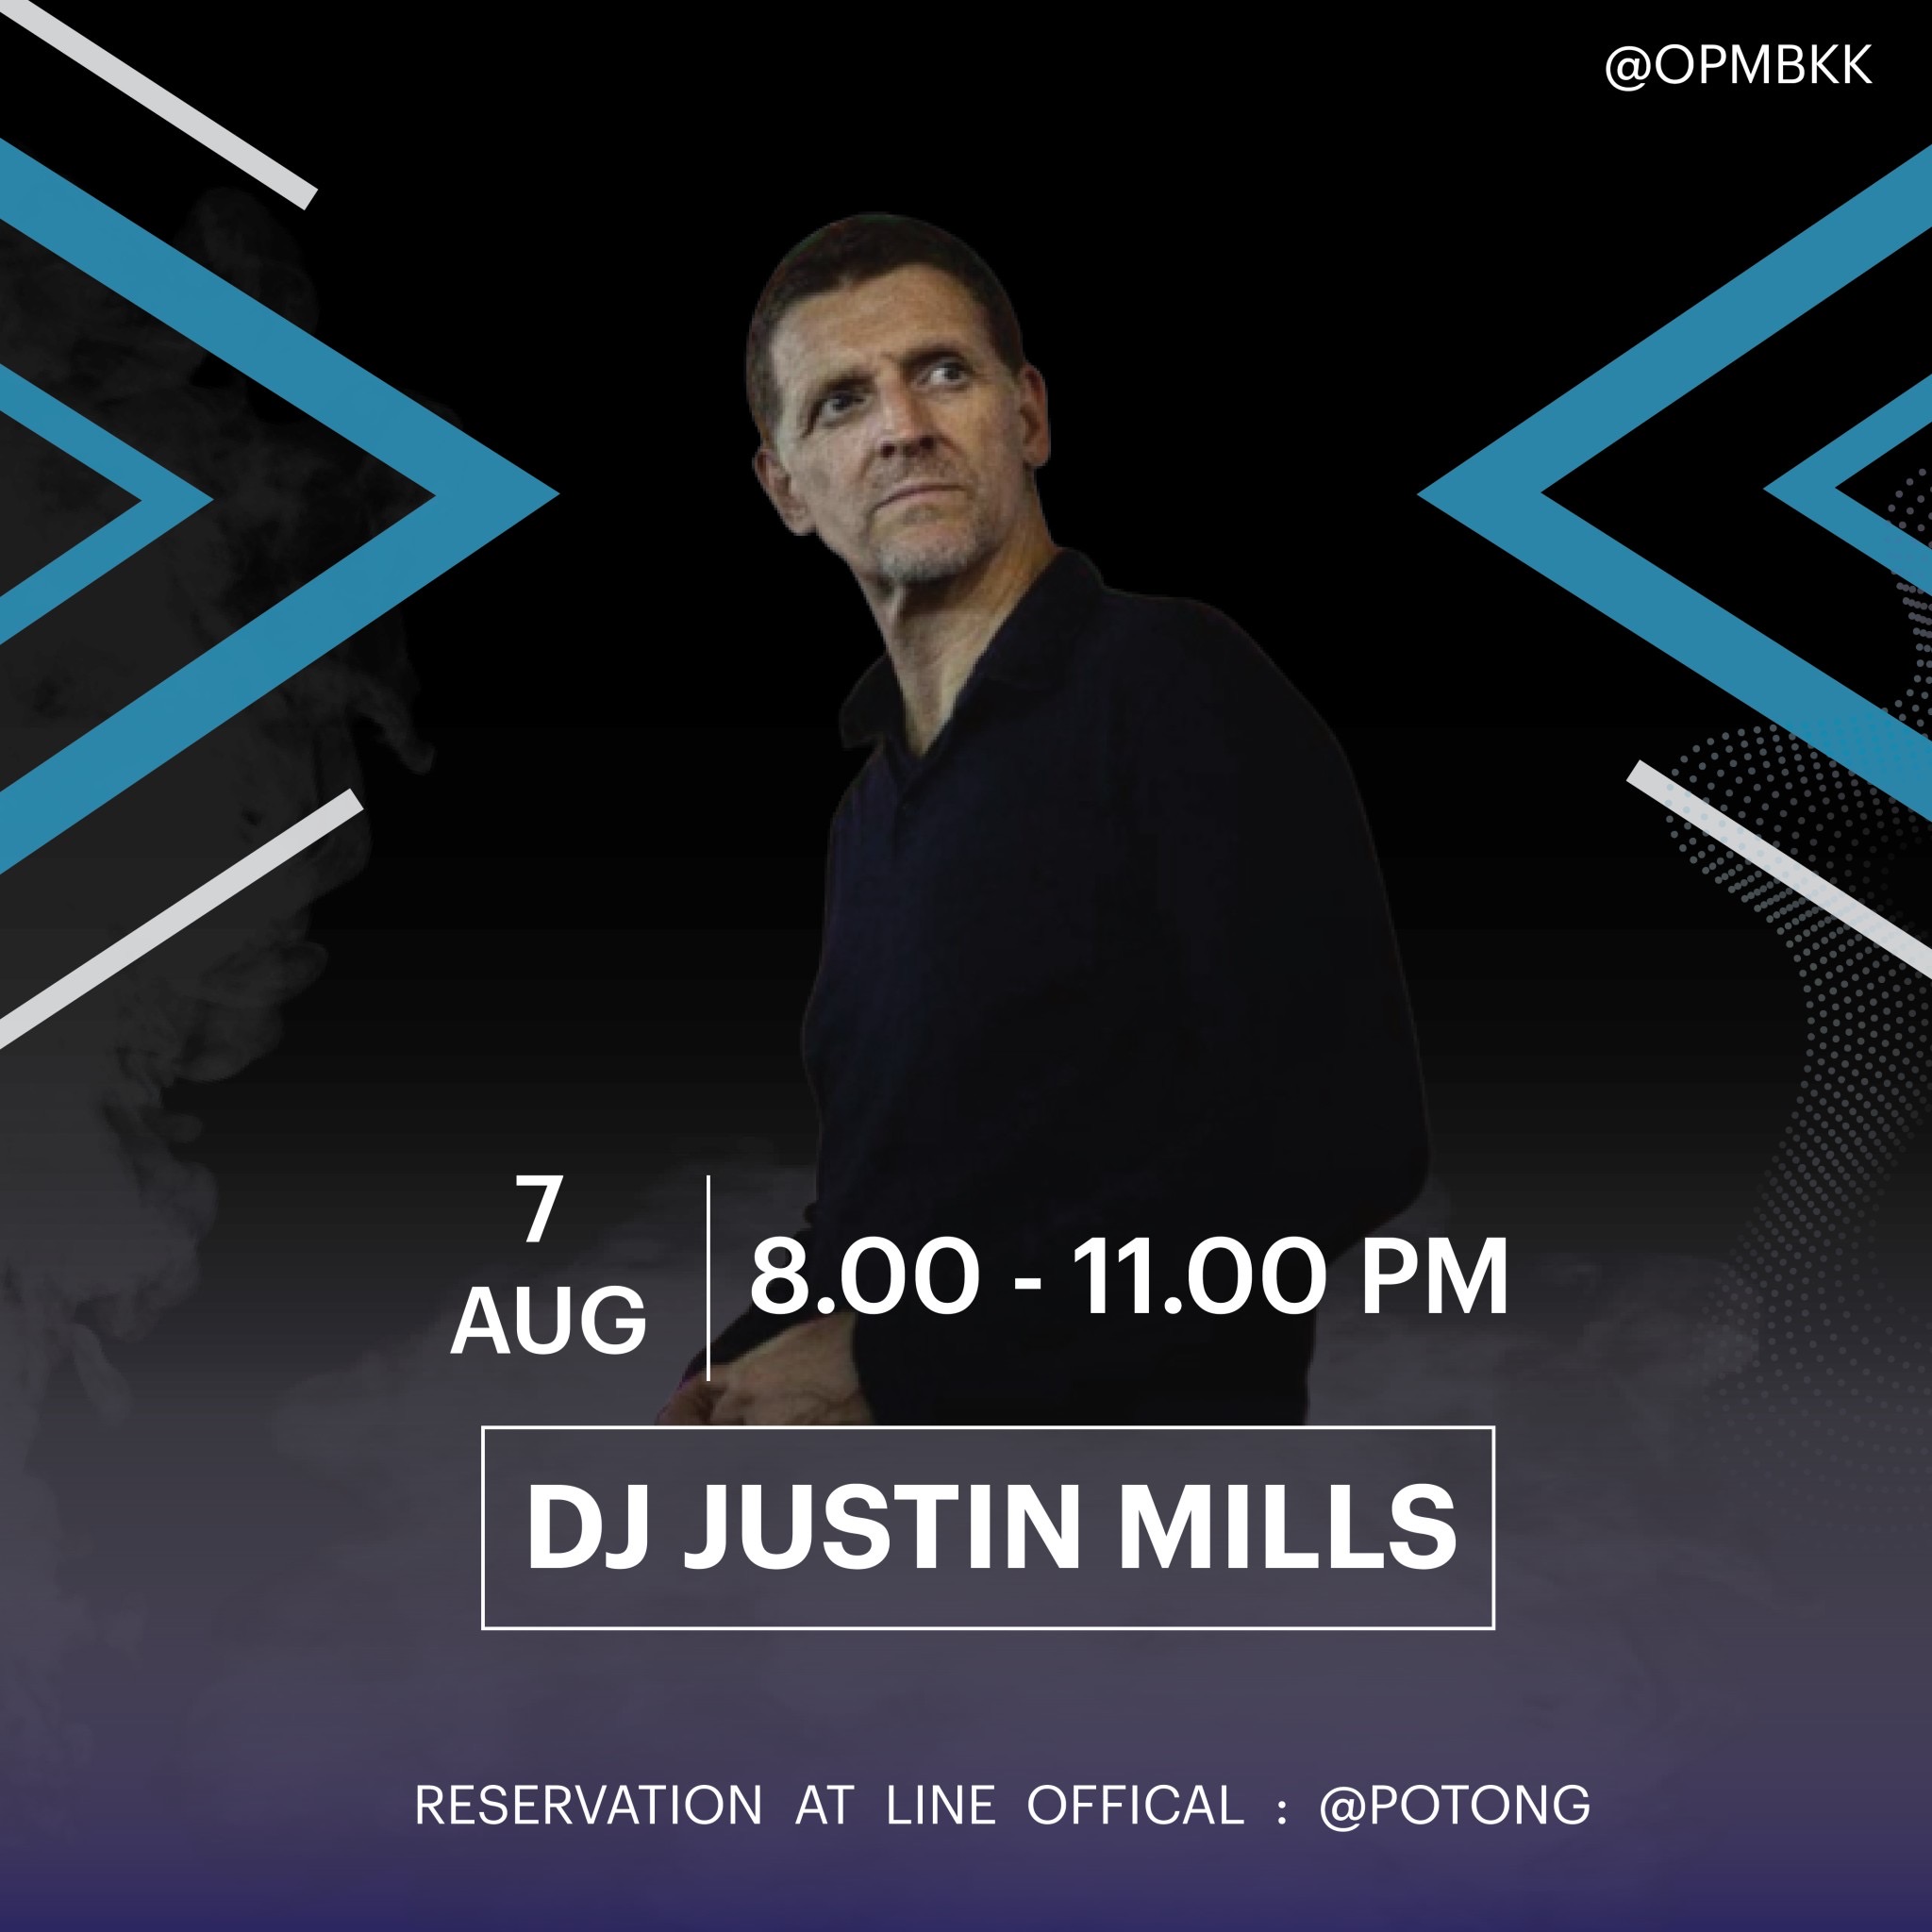 @OPMBKK
7
AUG
8.00 - 11.00 PM
DJ JUSTIN MILLS
RESERVATION AT LINE OFFICAL : @POTONG